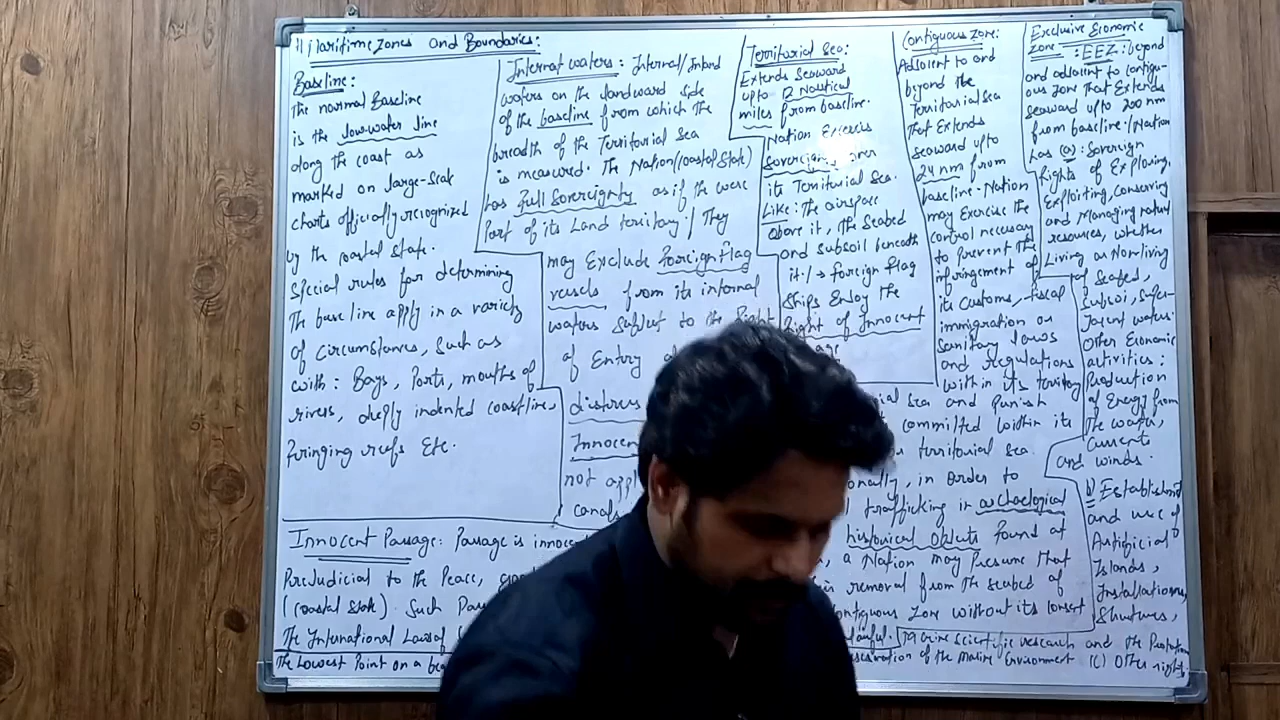 Maritime zones and Boundaries:
Baseline:
The normal Baseline
is the low-water line
along the coast as
marked on large-scale
charts officially recognized
by the coastal state.
Special rules for determining
The base line apply in a variety
of circumstances, such as
with: Bays, Ports, mouths of
rivers, deeply indented coastline,
fringing reefs Etc.
Internal waters: Internal/Inland
waters on the landward side
of the baseline from which the
breadth of the Territorial Sea
is measured. The Nation (coastal State)
has Full Sovereignty as if the were
Part of its Land territory. / They
may Exclude Foreign flag
vessels from its internal
waters subject to the Right
of Entry
distress
Innocen
not app
canals
Territorial Sea:
Extends Seaward
upto 12 Nautical
miles from baseline.
Nation
sovereignty over
its Territorial Sea.
Like: The airspace
above it, the Seabed
and subsoil beneath
it. / → foreign flag
Ships Enjoy the
Right of Innocent
Contiguous zone:
Adjacent to and
beyond the
Territorial Sea
That Extends
seaward upto
24 nm from
baseline. Nation
may Exercise the
control necessary
to prevent the
infringement of
its customs, fiscal
immigration or
sanitary laws
and regulations
within its territory
Sea and Punish
committed within its
territorial sea.
in order to
trafficking in archaeological
historical Objects found at
a Nation may Presume that
removal from the seabed of
zone without its consent
Exclusive Economic
Zone :EEZ: beyond
and adjacent to contigu-
ous zone that Extends
seaward upto 200 nm
from baseline. / Nation
has (a): Sovereign
Rights of Exploring,
Exploiting, conserving
and Managing natural
resources, whether
Living or Non-living
of Seabed,
Subsoil, Super-
Jacent waters.
Other Economic
activities:
Production
of Energy from
The water,
currents
and winds.
b) Establishment
and use of
Artificial
Islands,
Installations,
Structures,
marine scientific research and the Protection
of the Marine Environment (c) Other rights
Innocent Passage: Passage is innoce
Prejudicial to the Peace,
(coastal state). Such
The International Law of
The Lowest Point on a